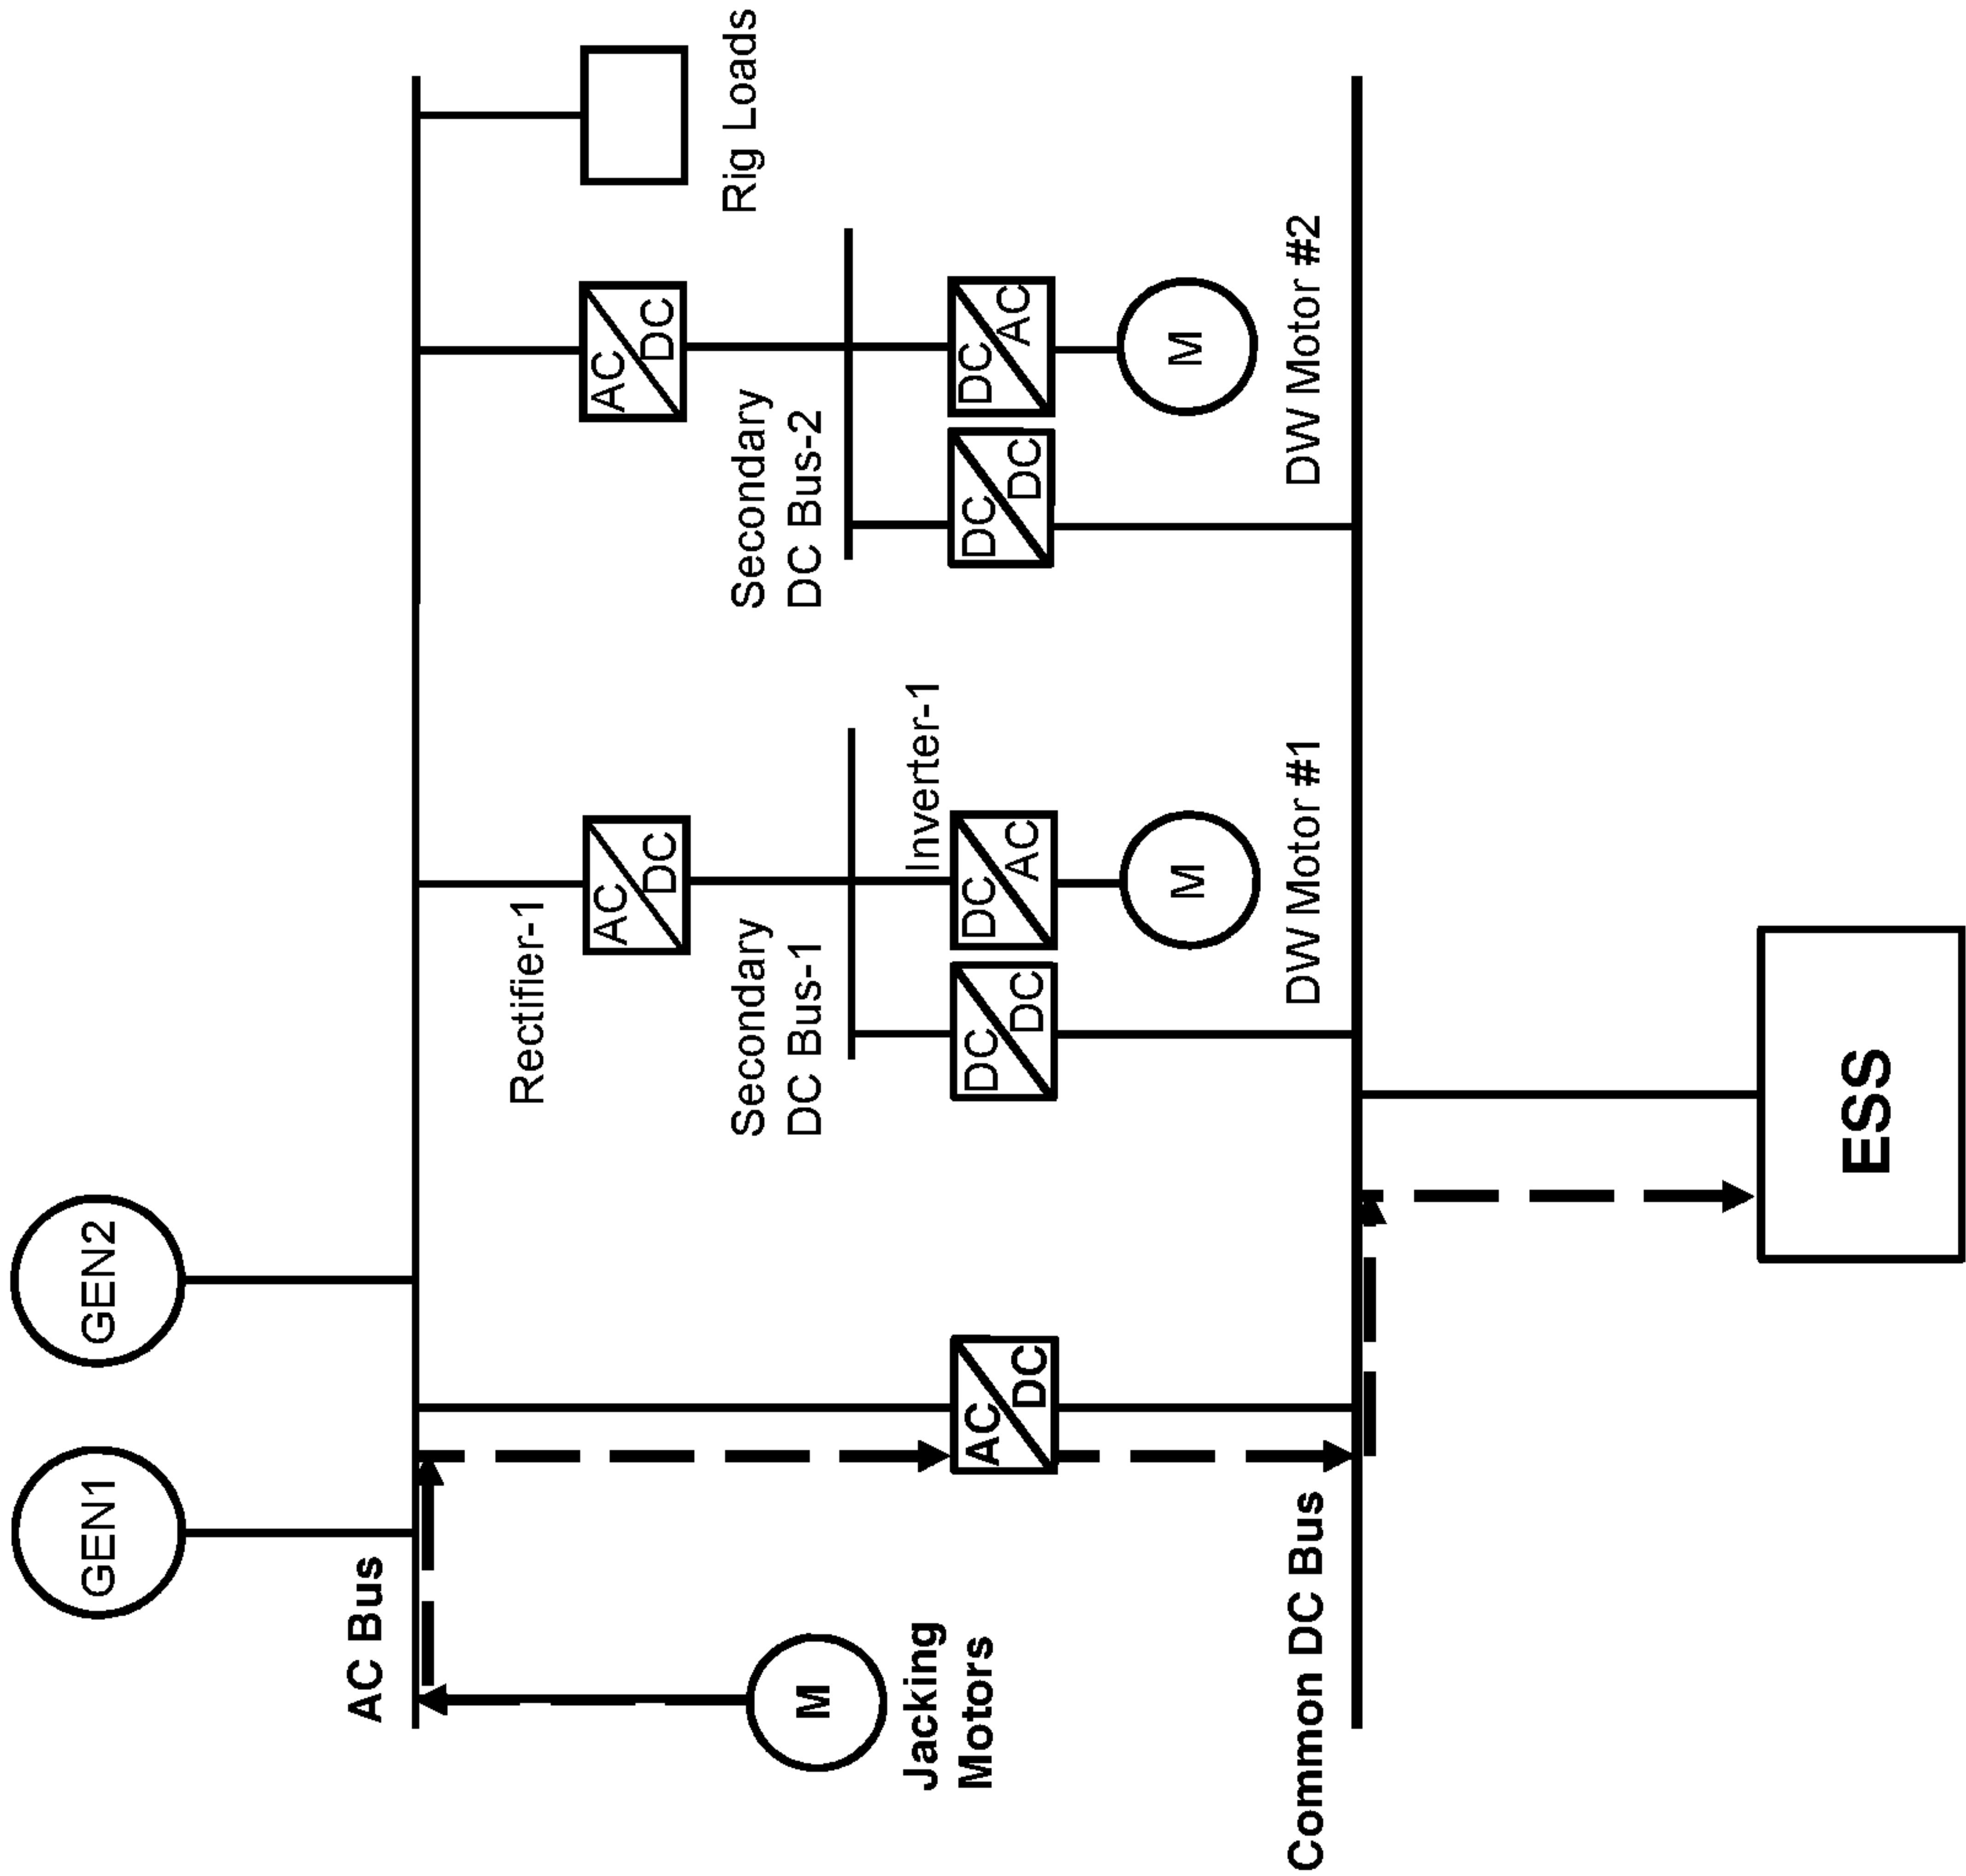 GEN1
GEN2
AC Bus
Rectifier-1
AC
DC
AC
DC
Secondary
DC Bus-1
Secondary
DC Bus-2
Rig Loads
M
Jacking
Motors
Inverter-1
AC
DC
DC
DC
DC
AC
DC
DC
DC
AC
M
M
Common DC Bus
DW Motor #1
DW Motor #2
ESS